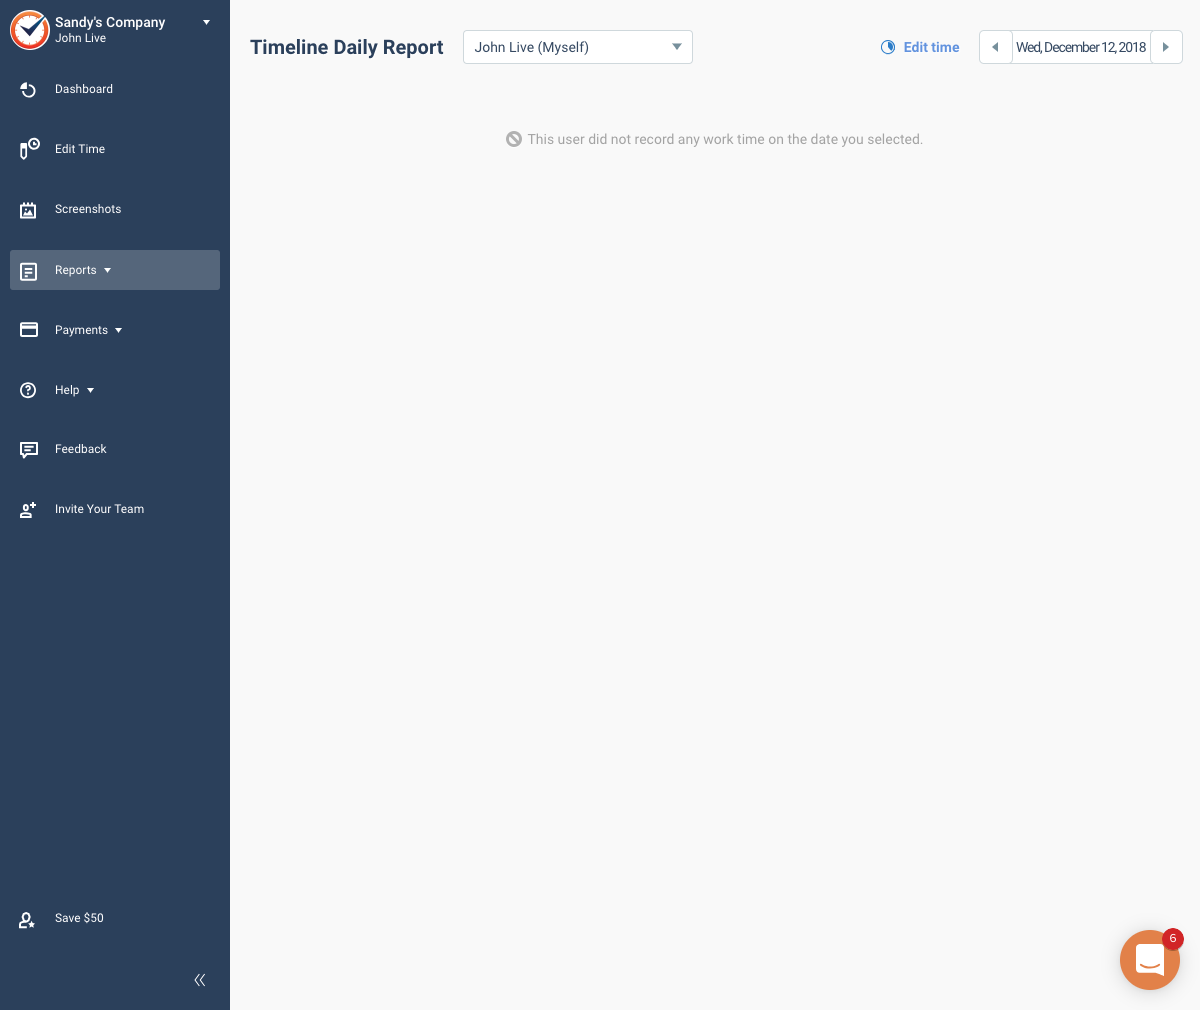 Sandy's Company
John Live
Dashboard
Edit Time
Screenshots
Reports
Payments
Help
Feedback
Invite Your Team
Save $50
Timeline Daily Report
John Live (Myself)
Edit time
Wed, December 12, 2018
This user did not record any work time on the date you selected.
6